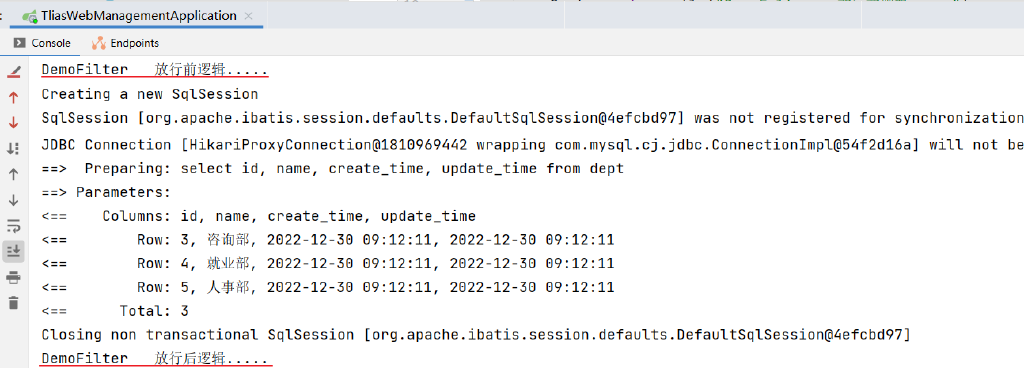 TliasWebManagementApplication
Console Endpoints
DemoFilter 放行前逻辑.....
Creating a new SqlSession
SqlSession [org.apache.ibatis.session.defaults.DefaultSqlSession@4efcbd97] was not registered for synchronization
JDBC Connection [HikariProxyConnection@1810969442 wrapping com.mysql.cj.jdbc.ConnectionImpl@54f2d16a] will not be
==>  Preparing: select id, name, create_time, update_time from dept
==> Parameters:
<==    Columns: id, name, create_time, update_time
<==        Row: 3, 咨询部, 2022-12-30 09:12:11, 2022-12-30 09:12:11
<==        Row: 4, 就业部, 2022-12-30 09:12:11, 2022-12-30 09:12:11
<==        Row: 5, 人事部, 2022-12-30 09:12:11, 2022-12-30 09:12:11
<==      Total: 3
Closing non transactional SqlSession [org.apache.ibatis.session.defaults.DefaultSqlSession@4efcbd97]
DemoFilter 放行后逻辑.....